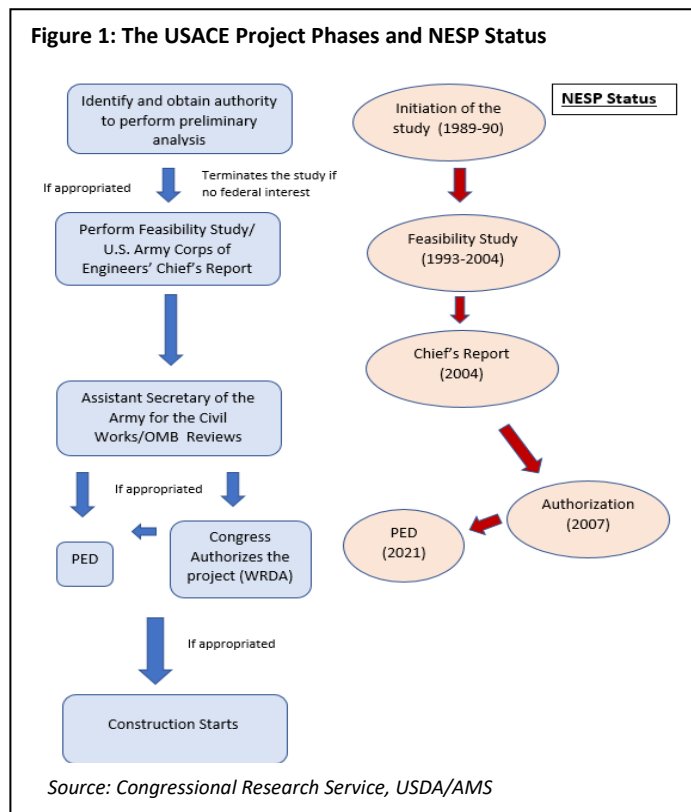 Figure 1: The USACE Project Phases and NESP Status
Identify and obtain authority
to perform preliminary
analysis
If appropriated
Terminates the study if
no federal interest
Perform Feasibility Study/
U.S. Army Corps of
Engineers’ Chief’s Report
Assistant Secretary of the
Army for the Civil
Works/OMB Reviews
If appropriated
PED
Congress
Authorizes the
project (WRDA)
If appropriated
Construction Starts
NESP Status
Initiation of the
study (1989-90)
Feasibility Study
(1993-2004)
Chief’s Report
(2004)
Authorization
(2007)
PED
(2021)
Source: Congressional Research Service, USDA/AMS